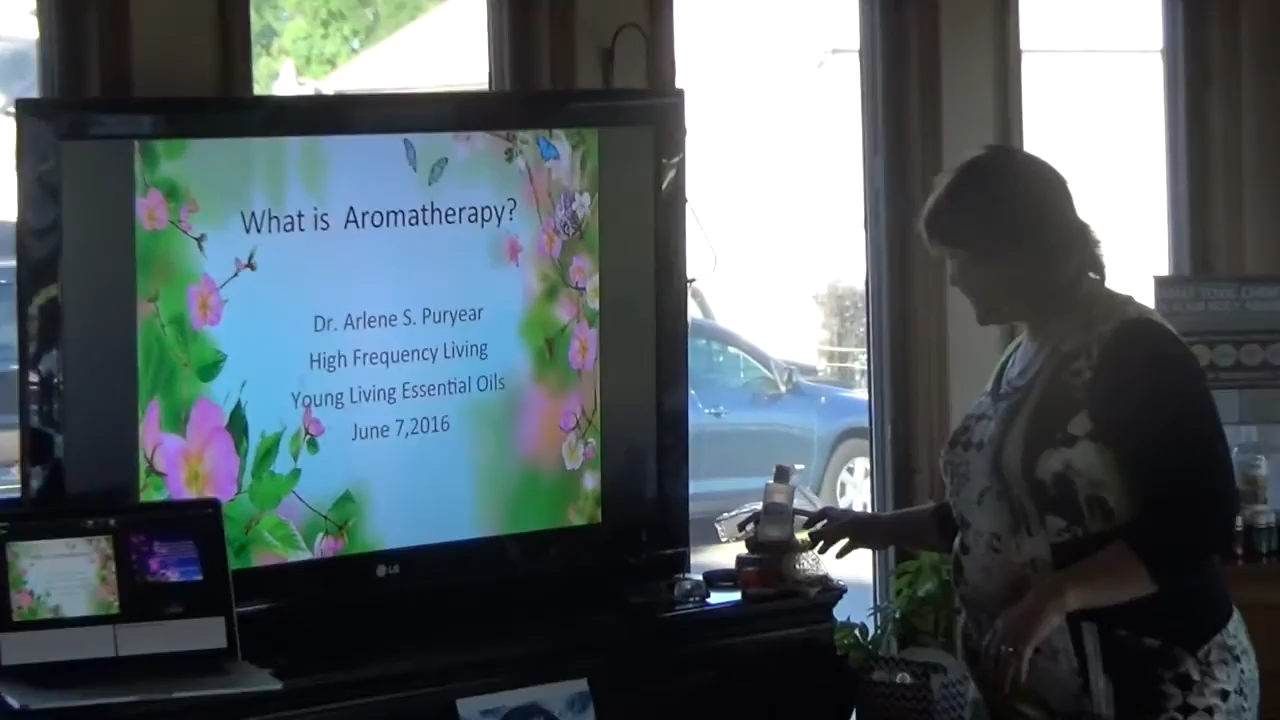 What is Aromatherapy?
Dr. Arlene S. Puryear
High Frequency Living
Young Living Essential Oils
June 7,2016
LG